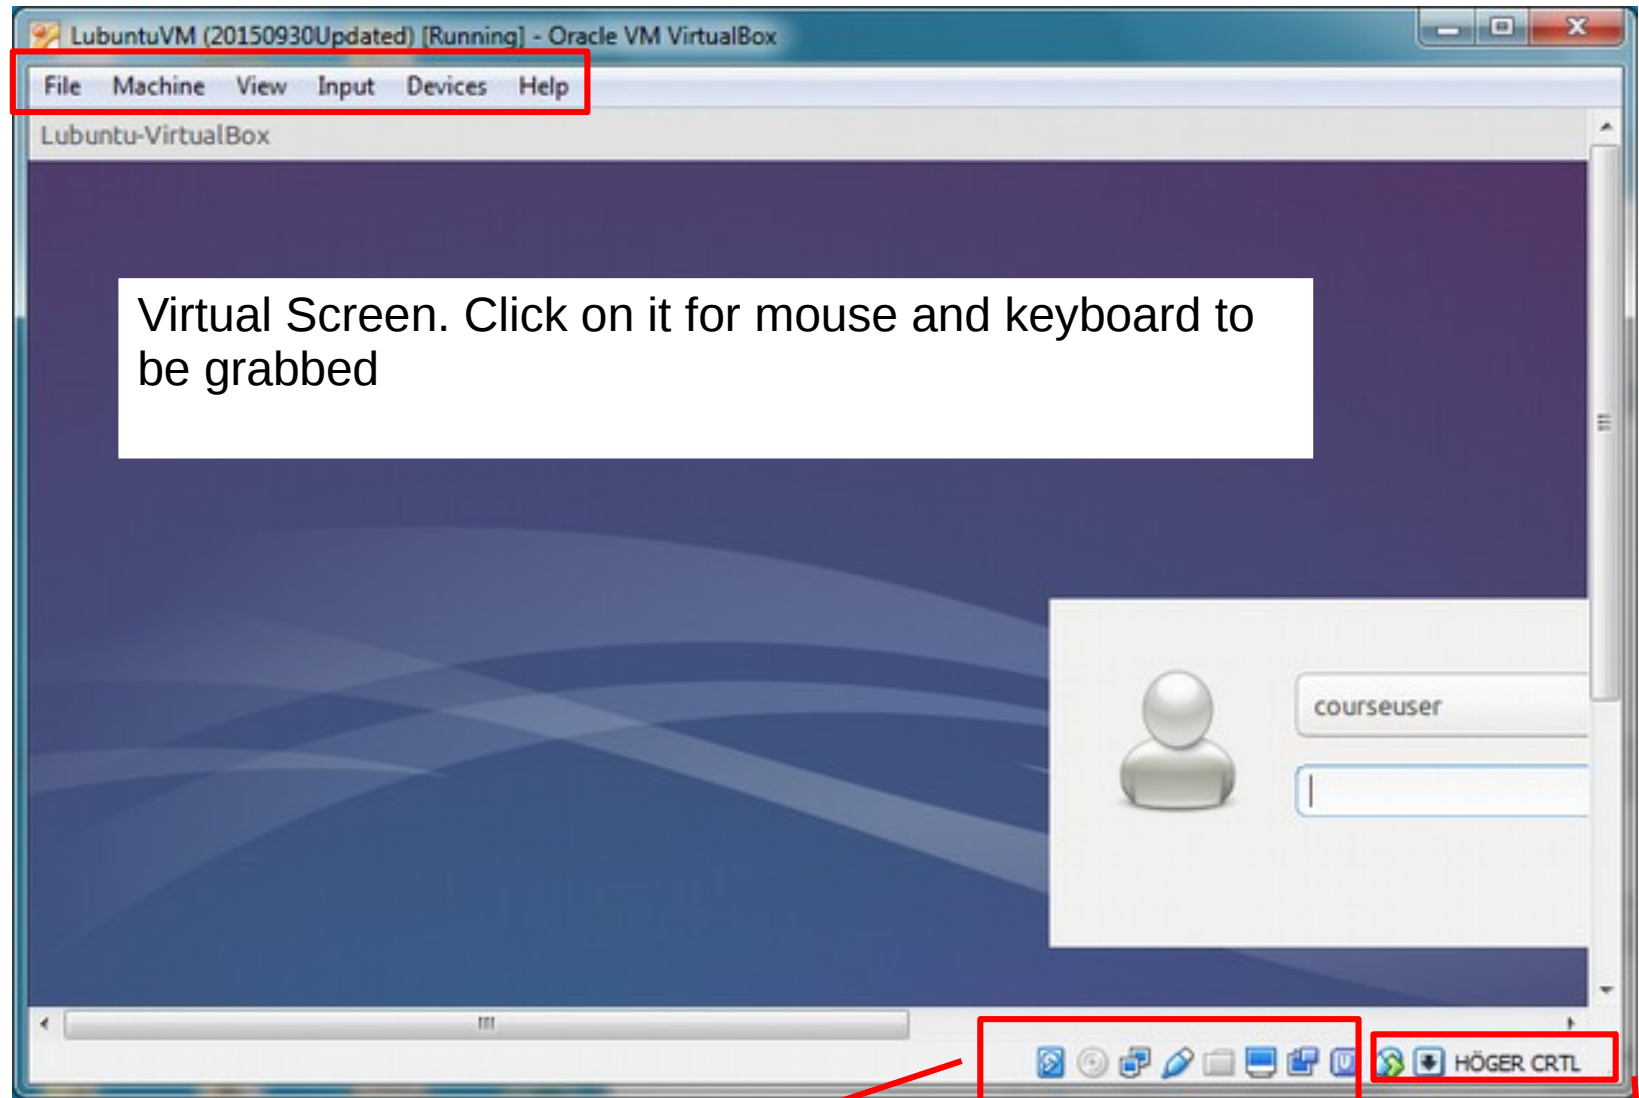 LubuntuVM (20150930Updated) [Running] - Oracle VM VirtualBox
File Machine View Input Devices Help
Lubuntu-VirtualBox
Virtual Screen. Click on it for mouse and keyboard to
be grabbed
courseuser
HÖGER CRTL